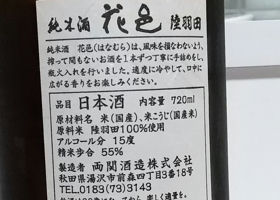 純米酒 花邑 陸羽田
純米酒 花邑(はなむら)は、風味を損なわないよう、
搾って間もないお酒を1本ずつ丁寧に手詰めし、
瓶火入れを行いました。適度に冷やして、口中に
広がる香りをお楽しみください。
品目 日本酒 内容量 720ml
原材料名 米(国産)、米こうじ(国産米)
原料米 陸羽田100%使用
アルコール分 15度
精米歩合 55%
製造者 両関酒造株式会社
秋田県湯沢市前森四丁目3番18号
TEL.0183(73)3143